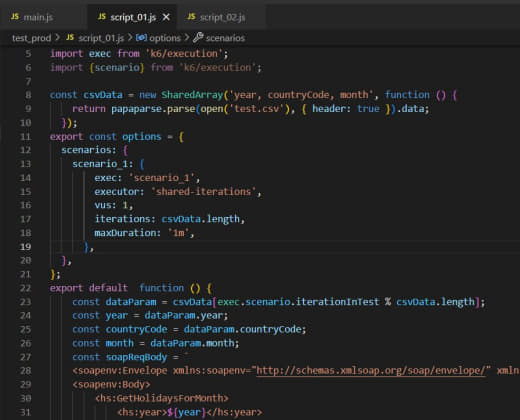 JS main.js JS script_01.js × JS script_02.js
test_prod > JS script_01.js > options > scenarios
5 import exec from 'k6/execution';
6 import {scenario} from 'k6/execution';
7
8 const csvData = new SharedArray('year, countryCode, month', function () {
9 return papaparse.parse(open('test.csv'), { header: true }).data;
10 });
11 export const options = {
12 scenarios: {
13 scenario_1: {
14 exec: 'scenario_1',
15 executor: 'shared-iterations',
16 vus: 1,
17 iterations: csvData.length,
18 maxDuration: '1m',
19 },
20 },
21 };
22 export default function () {
23 const dataParam = csvData[exec.scenario.iterationInTest % csvData.length];
24 const year = dataParam.year;
25 const countryCode = dataParam.countryCode;
26 const month = dataParam.month;
27 const soapReqBody = `
28 <soapenv:Envelope xmlns:soapenv="http://schemas.xmlsoap.org/soap/envelope/" xmln
29 <soapenv:Body>
30 <hs:GetHolidaysForMonth>
31 <hs:year>${year}</hs:year>